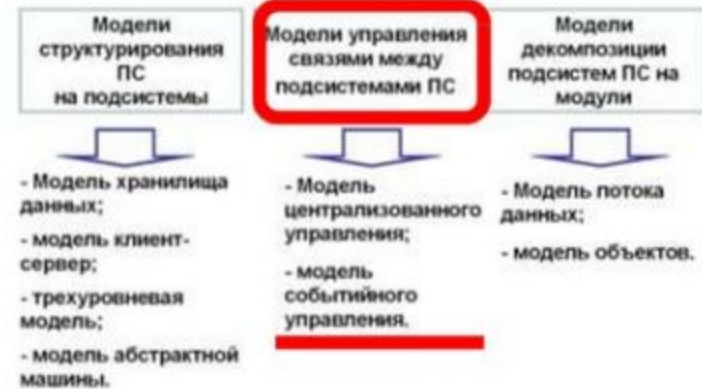 Модели
структурирования
ПС
на подсистемы
Модели управления
связями между
подсистемами ПС
Модели
декомпозиции
подсистем ПС на
модули
- Модель хранилища
данных;
- модель клиент-
сервер;
- трехуровневая
модель;
- модель абстрактной
машины.
- Модель
централизованного
управления;
- модель
событийного
управления.
- Модель потока
данных;
- модель объектов.